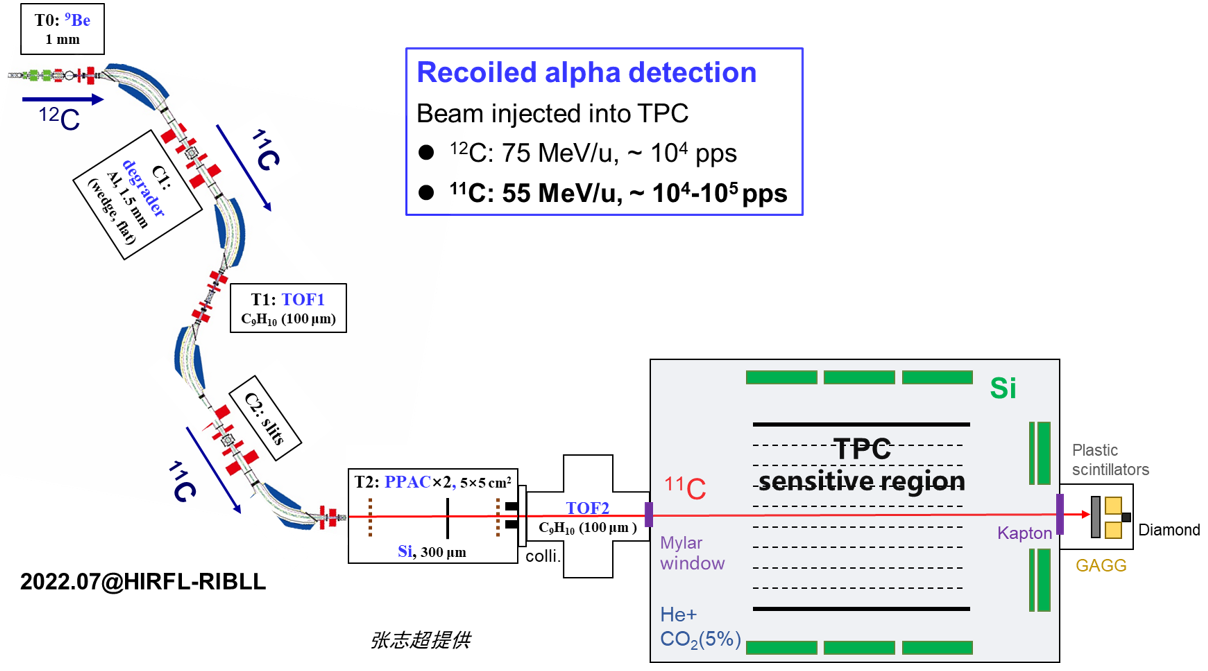 T0: ⁹Be
1 mm
¹²C
¹¹C
C1:
degrader
Al, 1.5 mm
(wedge, flat)
Recoiled alpha detection
Beam injected into TPC
● ¹²C: 75 MeV/u, ~ 10⁴ pps
● ¹¹C: 55 MeV/u, ~ 10⁴-10⁵ pps
T1: TOF1
C₉H₁₀ (100 μm)
C2: slits
¹¹C
T2: PPAC×2, 5×5 cm²
Si, 300 μm
colli.
TOF2
C₉H₁₀ (100 μm )
¹¹C
Mylar
window
He+
CO₂(5%)
TPC
sensitive region
Si
Kapton
Plastic
scintillators
Diamond
GAGG
2022.07@HIRFL-RIBLL
张志超提供